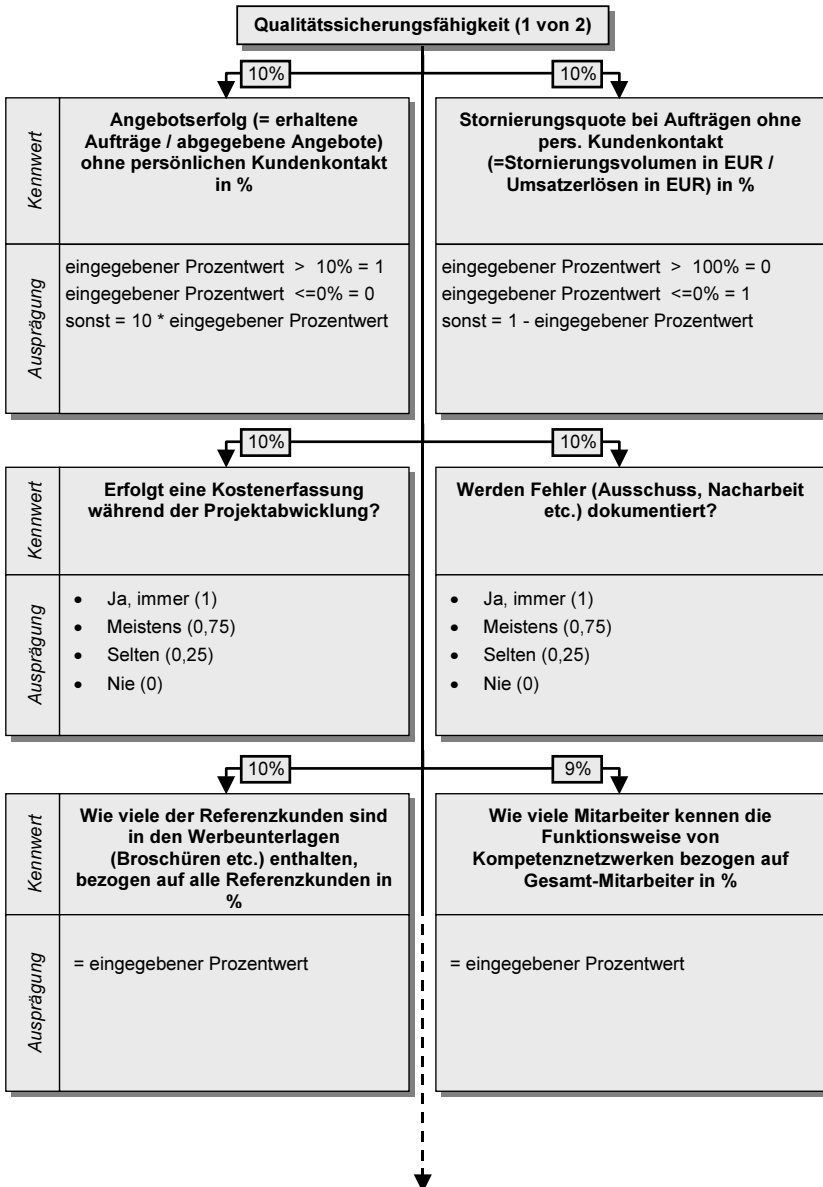 Qualitätssicherungsfähigkeit (1 von 2)
10%
10%
Kennwert
Angebotserfolg (= erhaltene
Aufträge / abgegebene Angebote)
ohne persönlichen Kundenkontakt
in %
Stornierungsquote bei Aufträgen ohne
pers. Kundenkontakt
(=Stornierungsvolumen in EUR /
Umsatzerlösen in EUR) in %
Ausprägung
eingegebener Prozentwert > 10% = 1
eingegebener Prozentwert <=0% = 0
sonst = 10 * eingegebener Prozentwert
eingegebener Prozentwert > 100% = 0
eingegebener Prozentwert <=0% = 1
sonst = 1 - eingegebener Prozentwert
10%
10%
Kennwert
Erfolgt eine Kostenerfassung
während der Projektabwicklung?
Werden Fehler (Ausschuss, Nacharbeit
etc.) dokumentiert?
Ausprägung
• Ja, immer (1)
• Meistens (0,75)
• Selten (0,25)
• Nie (0)
• Ja, immer (1)
• Meistens (0,75)
• Selten (0,25)
• Nie (0)
10%
9%
Kennwert
Wie viele der Referenzkunden sind
in den Werbeunterlagen
(Broschüren etc.) enthalten,
bezogen auf alle Referenzkunden in
%
Wie viele Mitarbeiter kennen die
Funktionsweise von
Kompetenznetzwerken bezogen auf
Gesamt-Mitarbeiter in %
Ausprägung
= eingegebener Prozentwert
= eingegebener Prozentwert